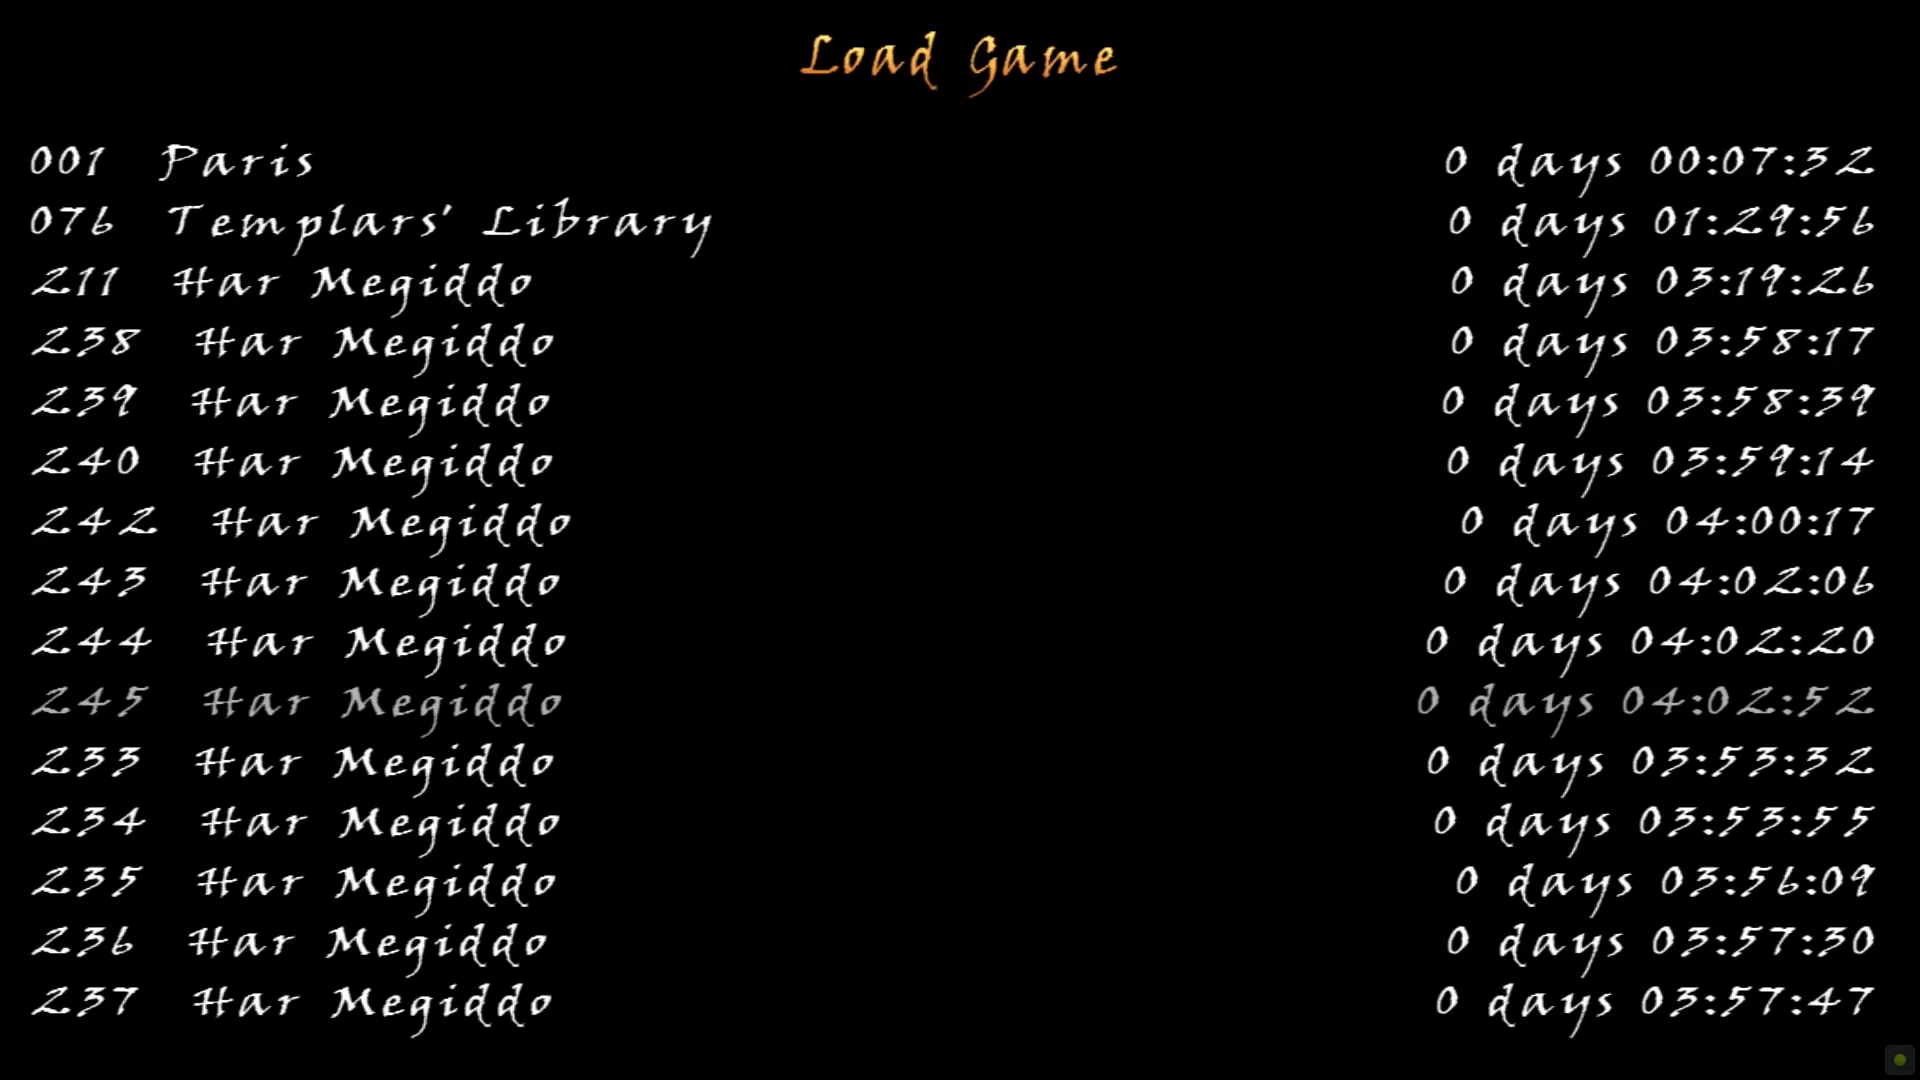 Load Game
001 Paris 0 days 00:07:32
076 Templars' Library 0 days 01:29:56
211 Har Megiddo 0 days 03:19:26
238 Har Megiddo 0 days 03:58:17
239 Har Megiddo 0 days 03:58:39
240 Har Megiddo 0 days 03:59:14
242 Har Megiddo 0 days 04:00:17
243 Har Megiddo 0 days 04:02:06
244 Har Megiddo 0 days 04:02:20
245 Har Megiddo 0 days 04:02:52
233 Har Megiddo 0 days 03:53:32
234 Har Megiddo 0 days 03:53:55
235 Har Megiddo 0 days 03:56:09
236 Har Megiddo 0 days 03:57:30
237 Har Megiddo 0 days 03:57:47